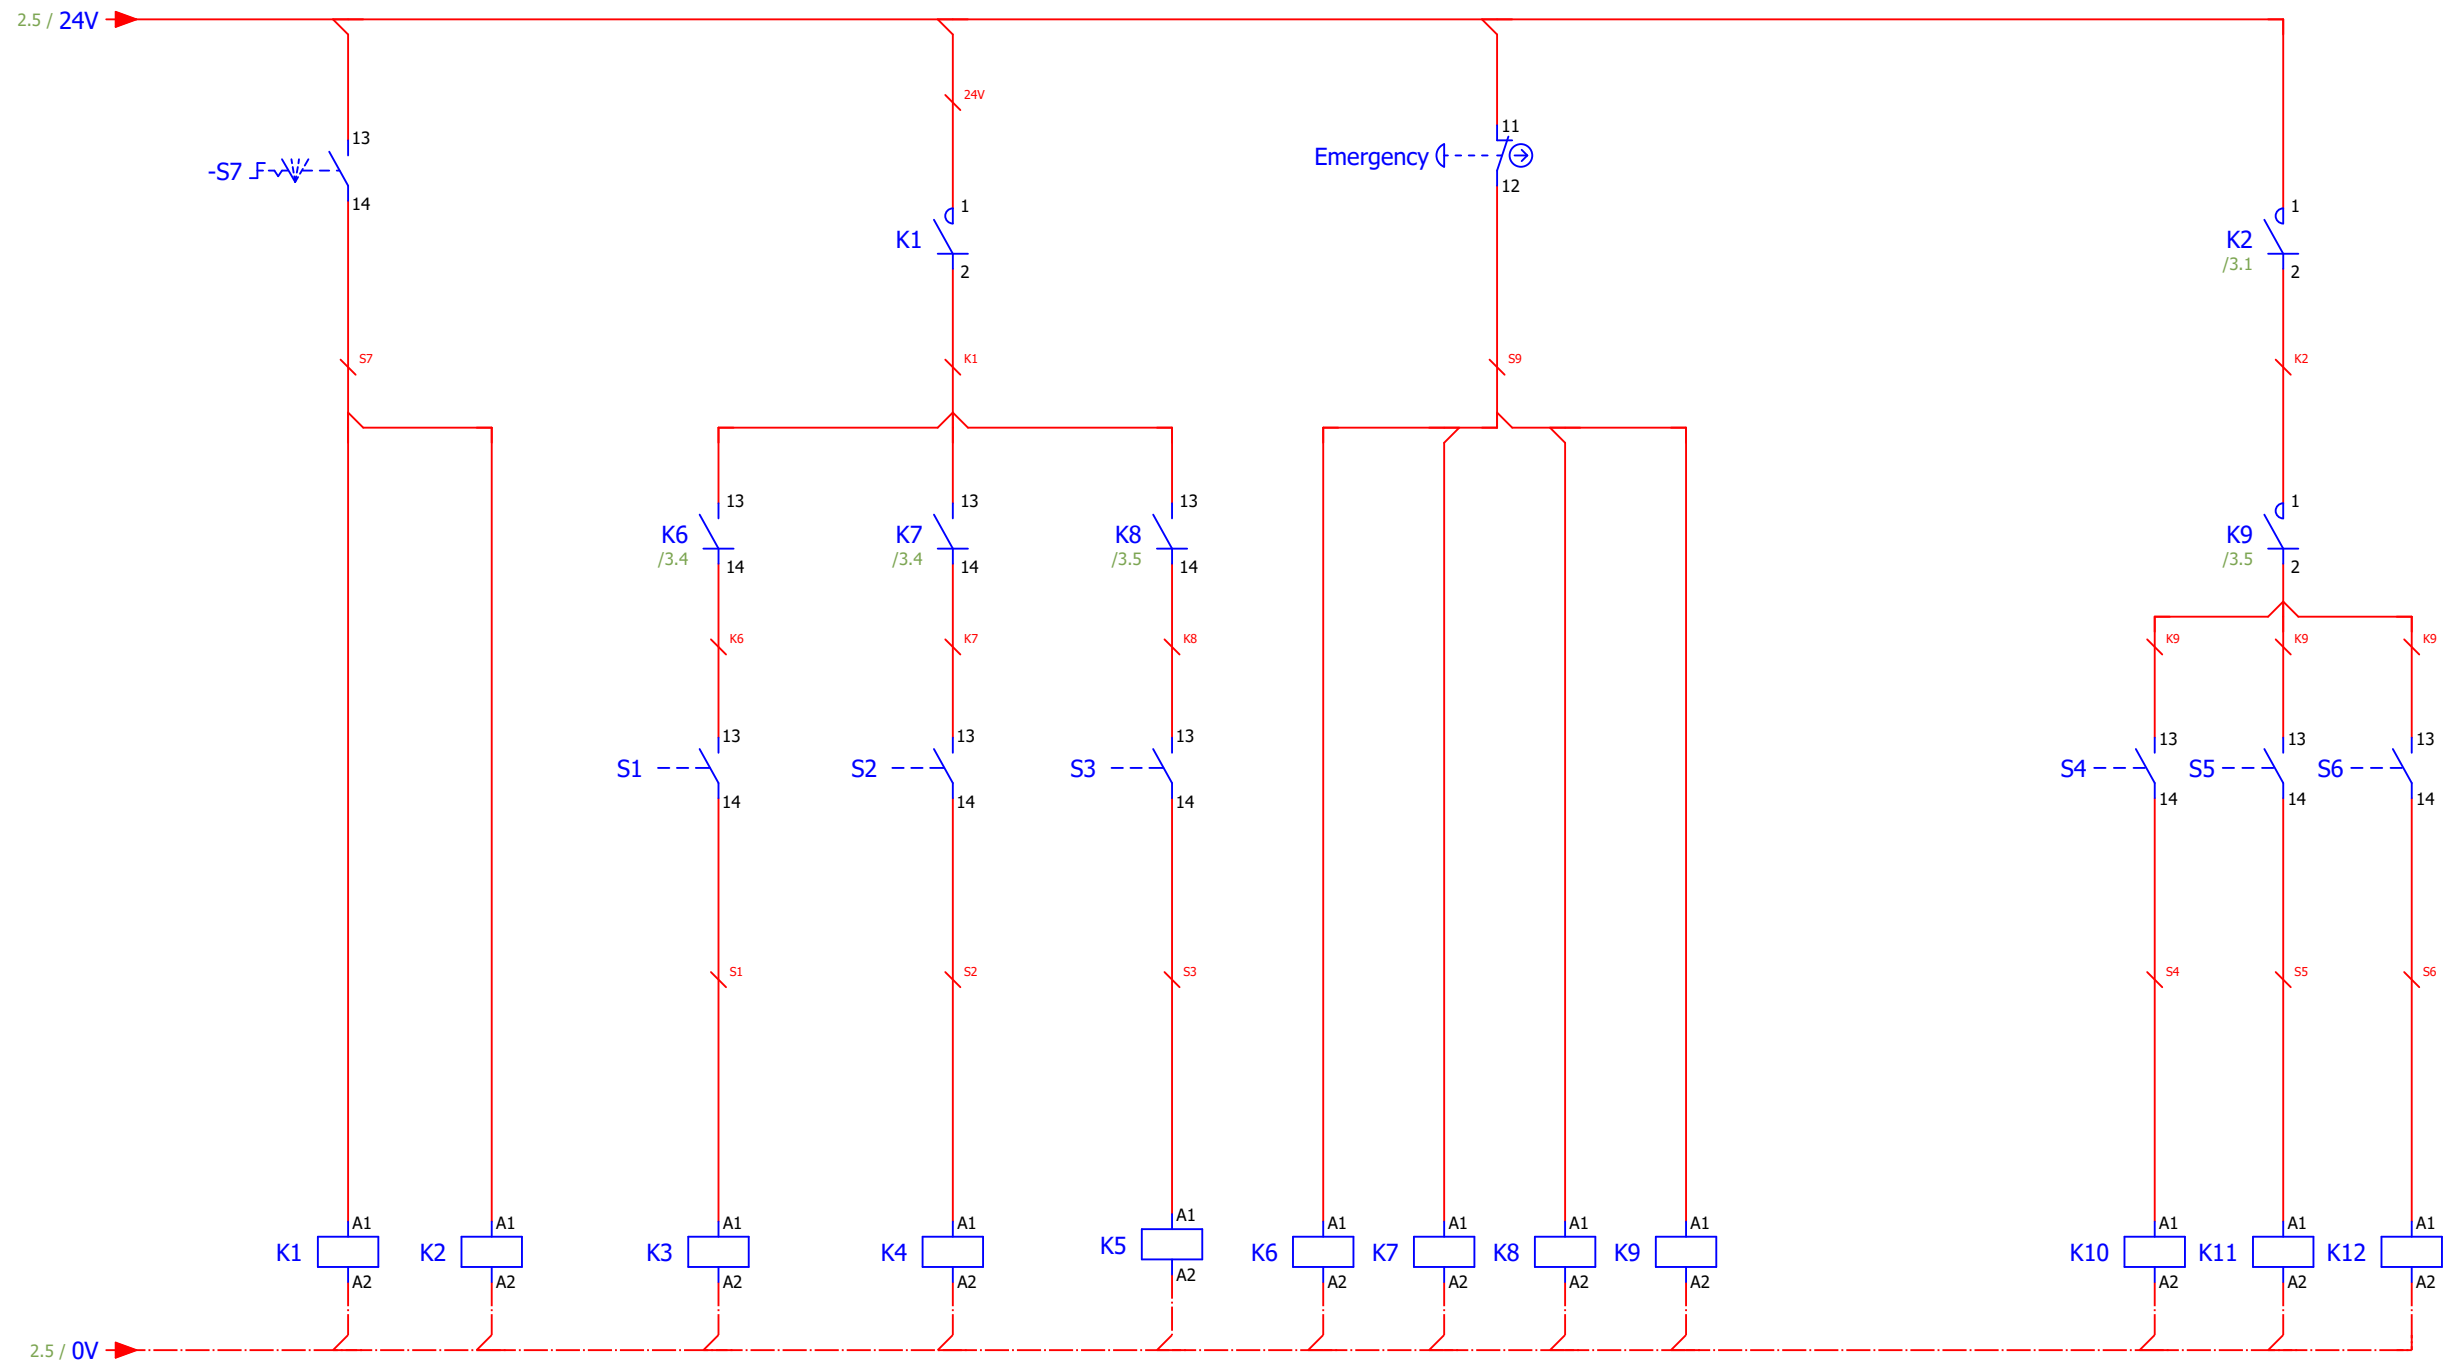 2.5 / 24V
24V
13
-S7
14
11
Emergency
12
1
K1
2
1
K2
/3.1
2
S7
K1
S9
K2
13
K6
/3.4
14
13
K7
/3.4
14
13
K8
/3.5
14
1
K9
/3.5
2
K6
K7
K8
K9
K9
K9
13
S1
14
13
S2
14
13
S3
14
13
S4
14
13
S5
14
13
S6
14
S1
S2
S3
S4
S5
S6
A1
K1
A2
A1
K2
A2
A1
K3
A2
A1
K4
A2
A1
K5
A2
A1
K6
A2
A1
K7
A2
A1
K8
A2
A1
K9
A2
A1
K10
A2
A1
K11
A2
A1
K12
A2
2.5 / 0V